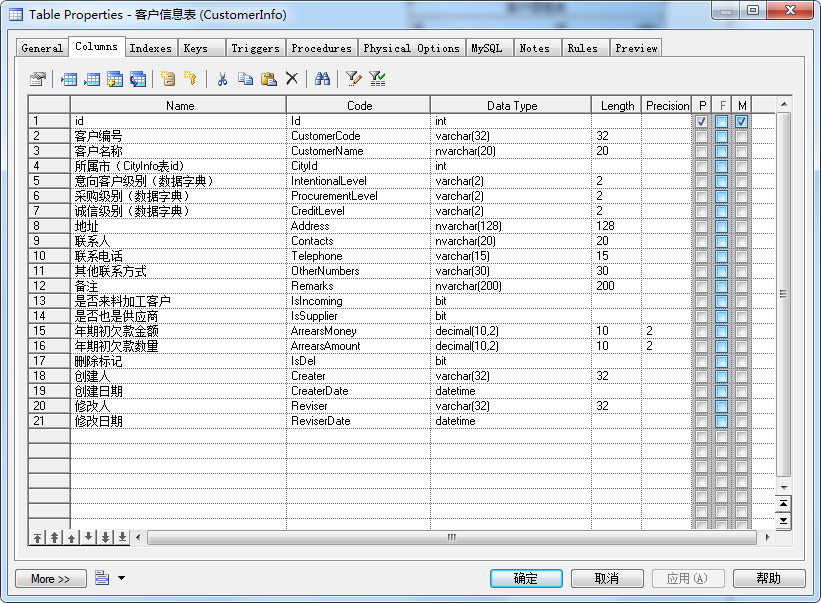 Table Properties - 客户信息表 (CustomerInfo)
General Columns Indexes Keys Triggers Procedures Physical Options MySQL Notes Rules Preview
Name Code Data Type Length Precision P F M
1 id Id int
2 客户编号 CustomerCode varchar(32) 32
3 客户名称 CustomerName nvarchar(20) 20
4 所属市（CityInfo表id） CityId int
5 意向客户级别（数据字典） IntentionalLevel varchar(2) 2
6 采购级别（数据字典） ProcurementLevel varchar(2) 2
7 诚信级别（数据字典） CreditLevel varchar(2) 2
8 地址 Address nvarchar(128) 128
9 联系人 Contacts nvarchar(20) 20
10 联系电话 Telephone varchar(15) 15
11 其他联系方式 OtherNumbers varchar(30) 30
12 备注 Remarks nvarchar(200) 200
13 是否来料加工客户 IsIncoming bit
14 是否也是供应商 IsSupplier bit
15 年期初欠款金额 ArrearsMoney decimal(10,2) 10 2
16 年期初欠款数量 ArrearsAmount decimal(10,2) 10 2
17 删除标记 IsDel bit
18 创建人 Creater varchar(32) 32
19 创建日期 CreaterDate datetime
20 修改人 Reviser varchar(32) 32
21 修改日期 ReviserDate datetime
More >> 确定 取消 应用(A) 帮助